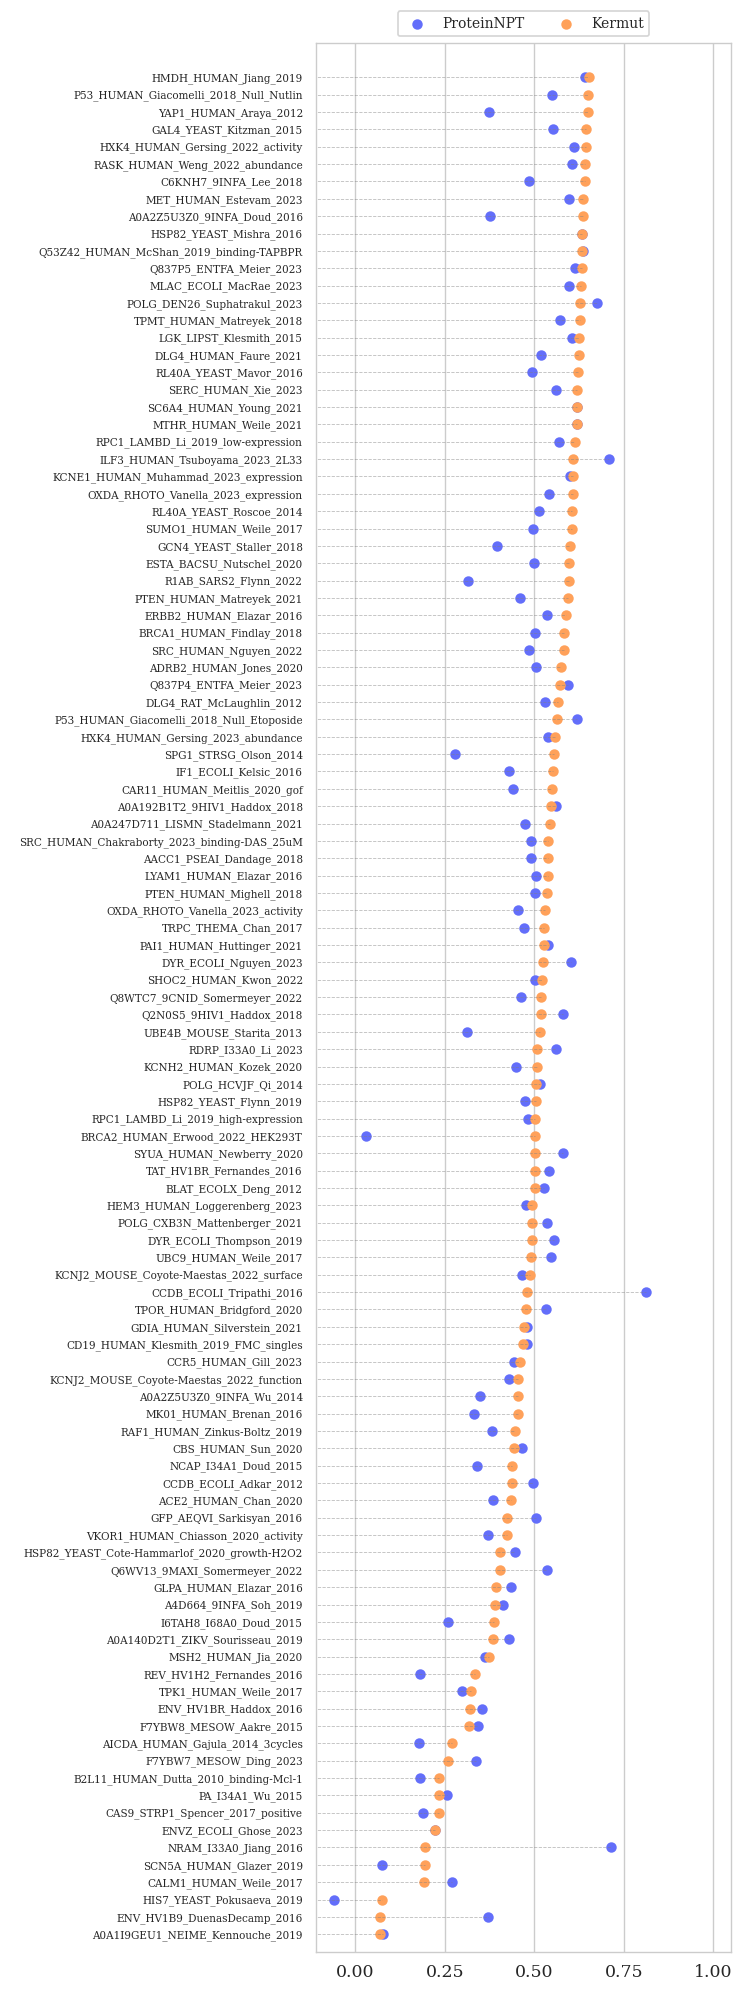 ProteinNPT Kermut
HMDH_HUMAN_Jiang_2019
P53_HUMAN_Giacomelli_2018_Null_Nutlin
YAP1_HUMAN_Araya_2012
GAL4_YEAST_Kitzman_2015
HXK4_HUMAN_Gersing_2022_activity
RASK_HUMAN_Weng_2022_abundance
C6KNH7_9INFA_Lee_2018
MET_HUMAN_Estevam_2023
A0A2Z5U3Z0_9INFA_Doud_2016
HSP82_YEAST_Mishra_2016
Q53Z42_HUMAN_McShan_2019_binding-TAPBPR
Q837P5_ENTFA_Meier_2023
MLAC_ECOLI_MacRae_2023
POLG_DEN26_Suphatrakul_2023
TPMT_HUMAN_Matreyek_2018
LGK_LIPST_Klesmith_2015
DLG4_HUMAN_Faure_2021
RL40A_YEAST_Mavor_2016
SERC_HUMAN_Xie_2023
SC6A4_HUMAN_Young_2021
MTHR_HUMAN_Weile_2021
RPC1_LAMBD_Li_2019_low-expression
ILF3_HUMAN_Tsuboyama_2023_2L33
KCNE1_HUMAN_Muhammad_2023_expression
OXDA_RHOTO_Vanella_2023_expression
RL40A_YEAST_Roscoe_2014
SUMO1_HUMAN_Weile_2017
GCN4_YEAST_Staller_2018
ESTA_BACSU_Nutschel_2020
R1AB_SARS2_Flynn_2022
PTEN_HUMAN_Matreyek_2021
ERBB2_HUMAN_Elazar_2016
BRCA1_HUMAN_Findlay_2018
SRC_HUMAN_Nguyen_2022
ADRB2_HUMAN_Jones_2020
Q837P4_ENTFA_Meier_2023
DLG4_RAT_McLaughlin_2012
P53_HUMAN_Giacomelli_2018_Null_Etoposide
HXK4_HUMAN_Gersing_2023_abundance
SPG1_STRSG_Olson_2014
IF1_ECOLI_Kelsic_2016
CAR11_HUMAN_Meitlis_2020_gof
A0A192B1T2_9HIV1_Haddox_2018
A0A247D711_LISMN_Stadelmann_2021
SRC_HUMAN_Chakraborty_2023_binding-DAS_25uM
AACC1_PSEAI_Dandage_2018
LYAM1_HUMAN_Elazar_2016
PTEN_HUMAN_Mighell_2018
OXDA_RHOTO_Vanella_2023_activity
TRPC_THEMA_Chan_2017
PAI1_HUMAN_Huttinger_2021
DYR_ECOLI_Nguyen_2023
SHOC2_HUMAN_Kwon_2022
Q8WTC7_9CNID_Somermeyer_2022
Q2N0S5_9HIV1_Haddox_2018
UBE4B_MOUSE_Starita_2013
RDRP_I33A0_Li_2023
KCNH2_HUMAN_Kozek_2020
POLG_HCVJF_Qi_2014
HSP82_YEAST_Flynn_2019
RPC1_LAMBD_Li_2019_high-expression
BRCA2_HUMAN_Erwood_2022_HEK293T
SYUA_HUMAN_Newberry_2020
TAT_HV1BR_Fernandes_2016
BLAT_ECOLX_Deng_2012
HEM3_HUMAN_Loggerenberg_2023
POLG_CXB3N_Mattenberger_2021
DYR_ECOLI_Thompson_2019
UBC9_HUMAN_Weile_2017
KCNJ2_MOUSE_Coyote-Maestas_2022_surface
CCDB_ECOLI_Tripathi_2016
TPOR_HUMAN_Bridgford_2020
GDIA_HUMAN_Silverstein_2021
CD19_HUMAN_Klesmith_2019_FMC_singles
CCR5_HUMAN_Gill_2023
KCNJ2_MOUSE_Coyote-Maestas_2022_function
A0A2Z5U3Z0_9INFA_Wu_2014
MK01_HUMAN_Brenan_2016
RAF1_HUMAN_Zinkus-Boltz_2019
CBS_HUMAN_Sun_2020
NCAP_I34A1_Doud_2015
CCDB_ECOLI_Adkar_2012
ACE2_HUMAN_Chan_2020
GFP_AEQVI_Sarkisyan_2016
VKOR1_HUMAN_Chiasson_2020_activity
HSP82_YEAST_Cote-Hammarlof_2020_growth-H2O2
Q6WV13_9MAXI_Somermeyer_2022
GLPA_HUMAN_Elazar_2016
A4D664_9INFA_Soh_2019
I6TAH8_I68A0_Doud_2015
A0A140D2T1_ZIKV_Sourisseau_2019
MSH2_HUMAN_Jia_2020
REV_HV1H2_Fernandes_2016
TPK1_HUMAN_Weile_2017
ENV_HV1BR_Haddox_2016
F7YBW8_MESOW_Aakre_2015
AICDA_HUMAN_Gajula_2014_3cycles
F7YBW7_MESOW_Ding_2023
B2L11_HUMAN_Dutta_2010_binding-Mcl-1
PA_I34A1_Wu_2015
CAS9_STRP1_Spencer_2017_positive
ENVZ_ECOLI_Ghose_2023
NRAM_I33A0_Jiang_2016
SCN5A_HUMAN_Glazer_2019
CALM1_HUMAN_Weile_2017
HIS7_YEAST_Pokusaeva_2019
ENV_HV1B9_DuenasDecamp_2016
A0A1I9GEU1_NEIME_Kennouche_2019
0.00 0.25 0.50 0.75 1.00